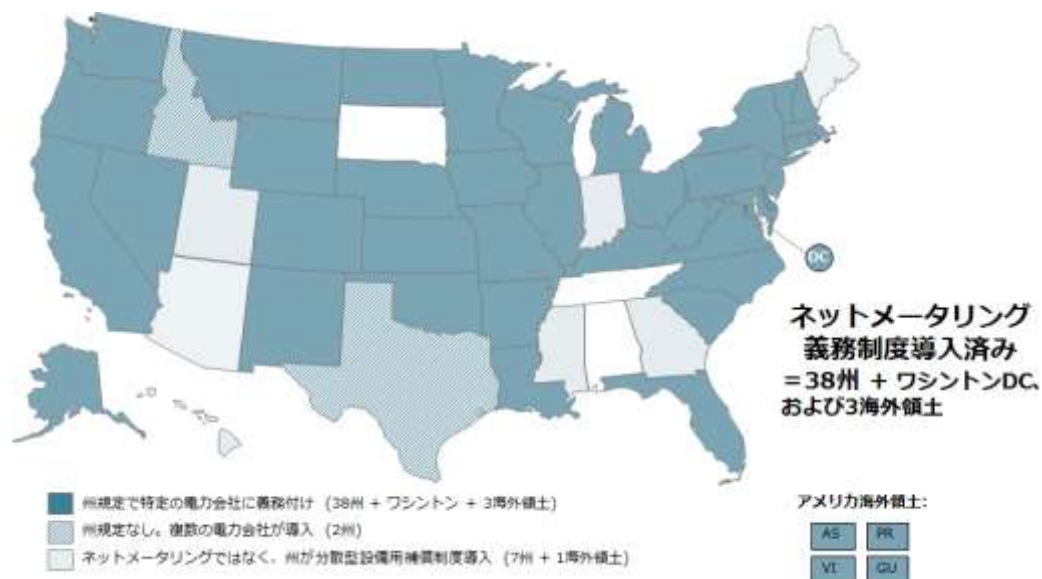 DC
ネットメータリング
義務制度導入済み
＝38州 + ワシントンDC、
および3海外領土
州規定で特定の電力会社に義務付け (38州 + ワシントン + 3海外領土)
州規定なし。複数の電力会社が導入 (2州)
ネットメータリングではなく、州が分散型設備用補償制度導入 (7州 + 1海外領土)
アメリカ海外領土:
AS PR
VI GU